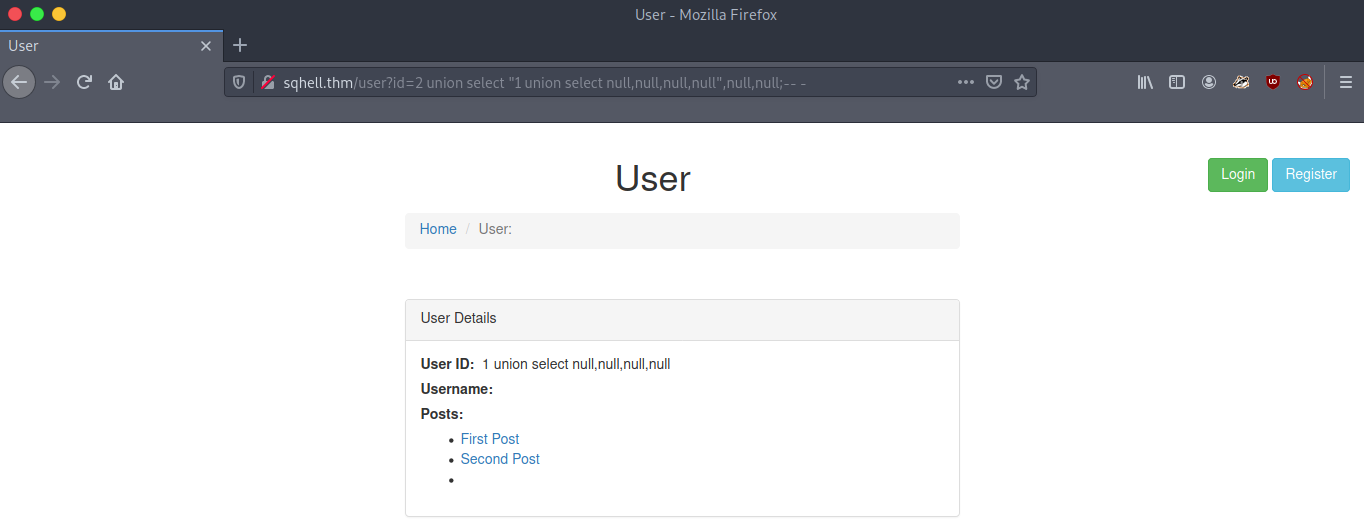 User - Mozilla Firefox
User
sqhell.thm/user?id=2 union select "1 union select null,null,null,null",null,null;-- -
User
Login Register
Home / User:
User Details
User ID: 1 union select null,null,null,null
Username:
Posts:
First Post
Second Post